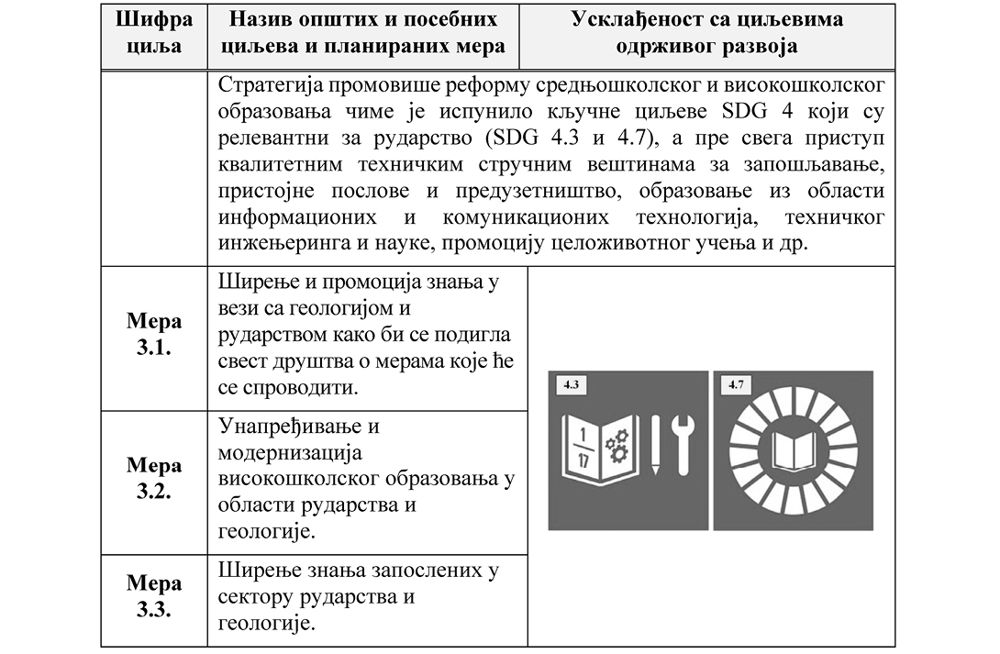 Шифра
циља
Назив општих и посебних
циљева и планираних мера
Усклађеност са циљевима
одрживог развоја
Стратегија промовише реформу средњошколског и високошколског
образовања чиме је испунило кључне циљеве SDG 4 који су
релевантни за рударство (SDG 4.3 и 4.7), а пре свега приступ
квалитетним техничким стручним вештинама за запошљавање,
пристојне послове и предузетништво, образовање из области
информационих и комуникационих технологија, техничког
инжењеринга и науке, промоцију целоживотног учења и др.
Мера
3.1.
Ширење и промоција знања у
вези са геологијом и
рударством како би се подигла
свест друштва о мерама које ће
се спроводити.
Мера
3.2.
Унапређивање и
модернизација
високошколског образовања у
области рударства и
геологије.
Мера
3.3.
Ширење знања запослених у
сектору рударства и
геологије.
4.3
1
17
4.7